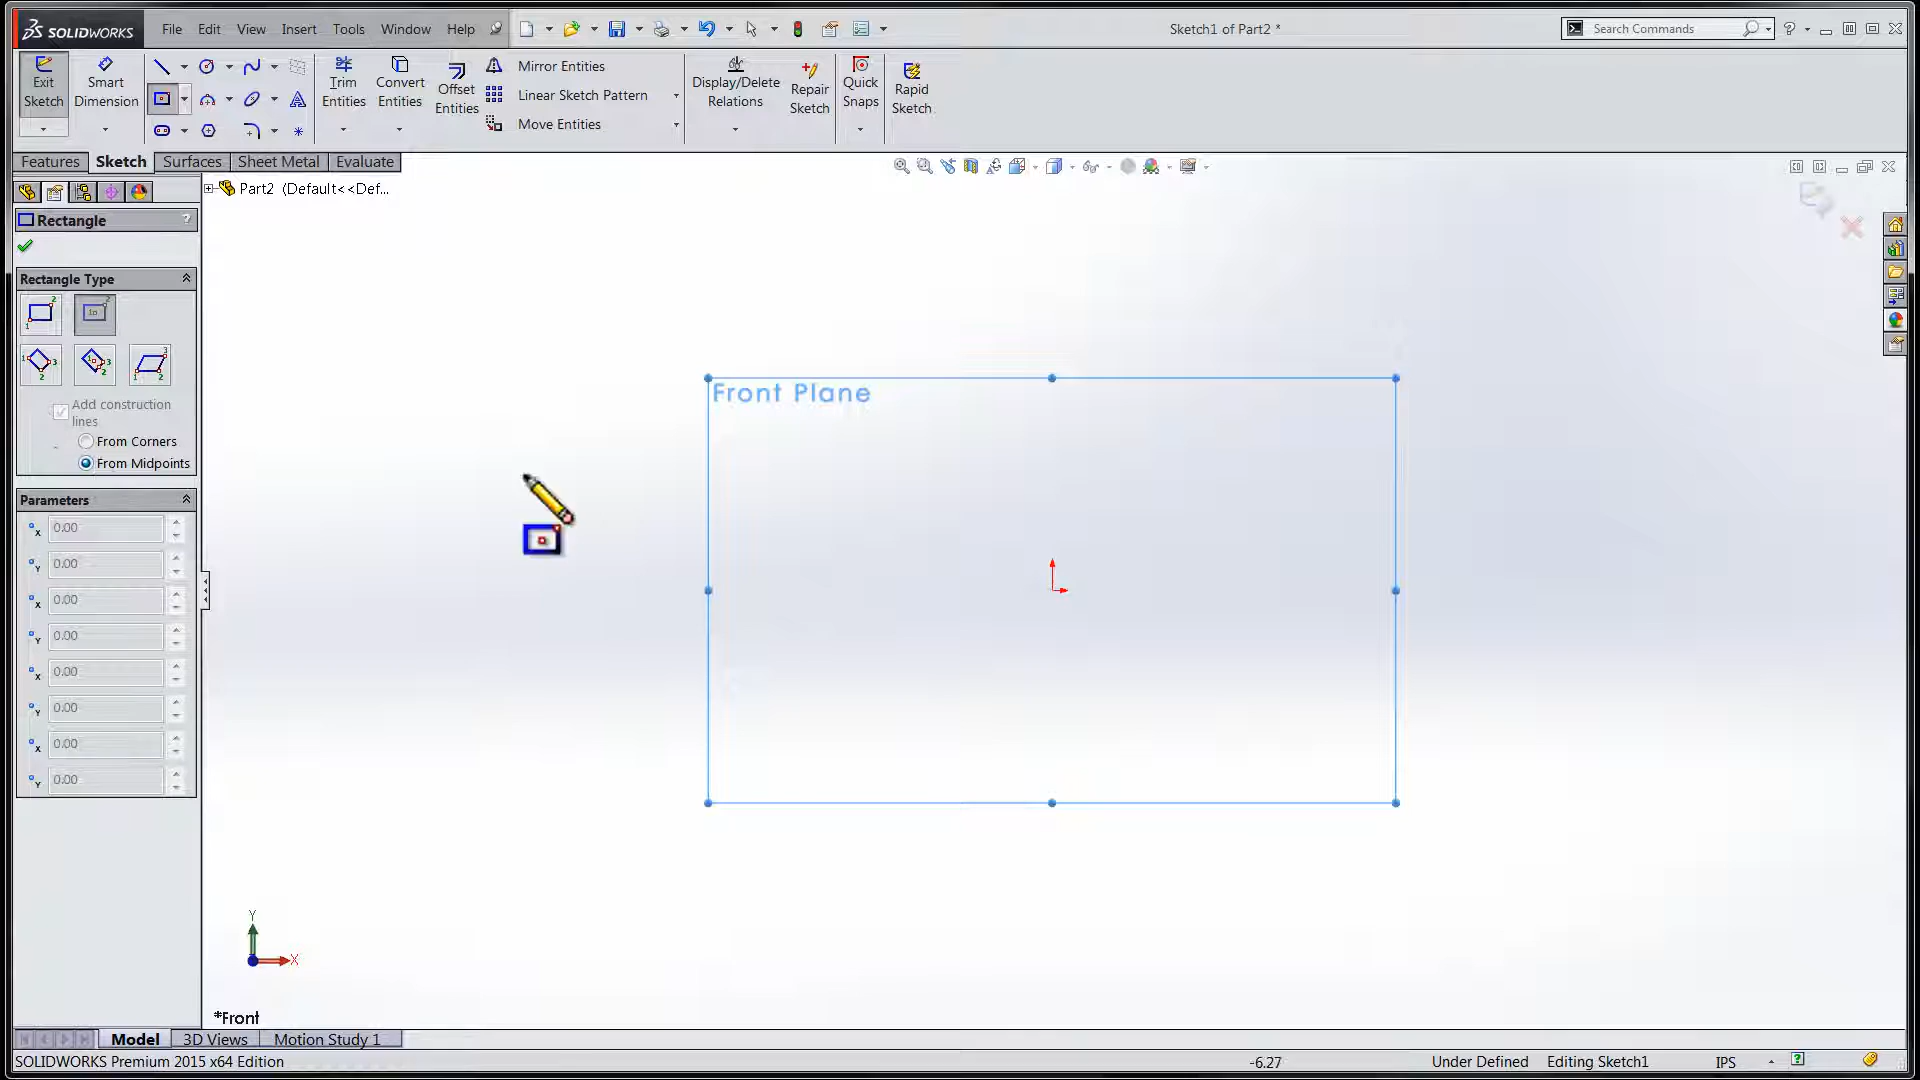 SOLIDWORKS File Edit View Insert Tools Window Help Sketch1 of Part2 * Search Commands
Exit Sketch
Smart Dimension
Trim Entities
Convert Entities
Offset Entities
Mirror Entities
Linear Sketch Pattern
Move Entities
Display/Delete Relations
Repair Sketch
Quick Snaps
Rapid Sketch
Features Sketch Surfaces Sheet Metal Evaluate
Part2 (Default<<Def...
Rectangle ?
Rectangle Type
Add construction
lines
From Corners
From Midpoints
Parameters
x 0.00
Y 0.00
x 0.00
Y 0.00
x 0.00
Y 0.00
x 0.00
Y 0.00
Front Plane
Y
X
*Front
Model 3D Views Motion Study 1
SOLIDWORKS Premium 2015 x64 Edition -6.27 Under Defined Editing Sketch1 IPS